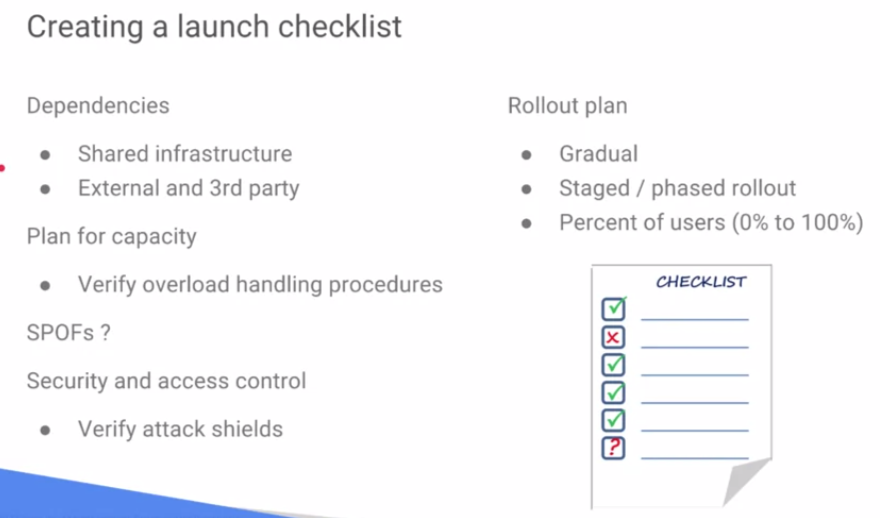 Creating a launch checklist
Dependencies
● Shared infrastructure
● External and 3rd party
Plan for capacity
● Verify overload handling procedures
SPOFs ?
Security and access control
● Verify attack shields
Rollout plan
● Gradual
● Staged / phased rollout
● Percent of users (0% to 100%)
CHECKLIST
?